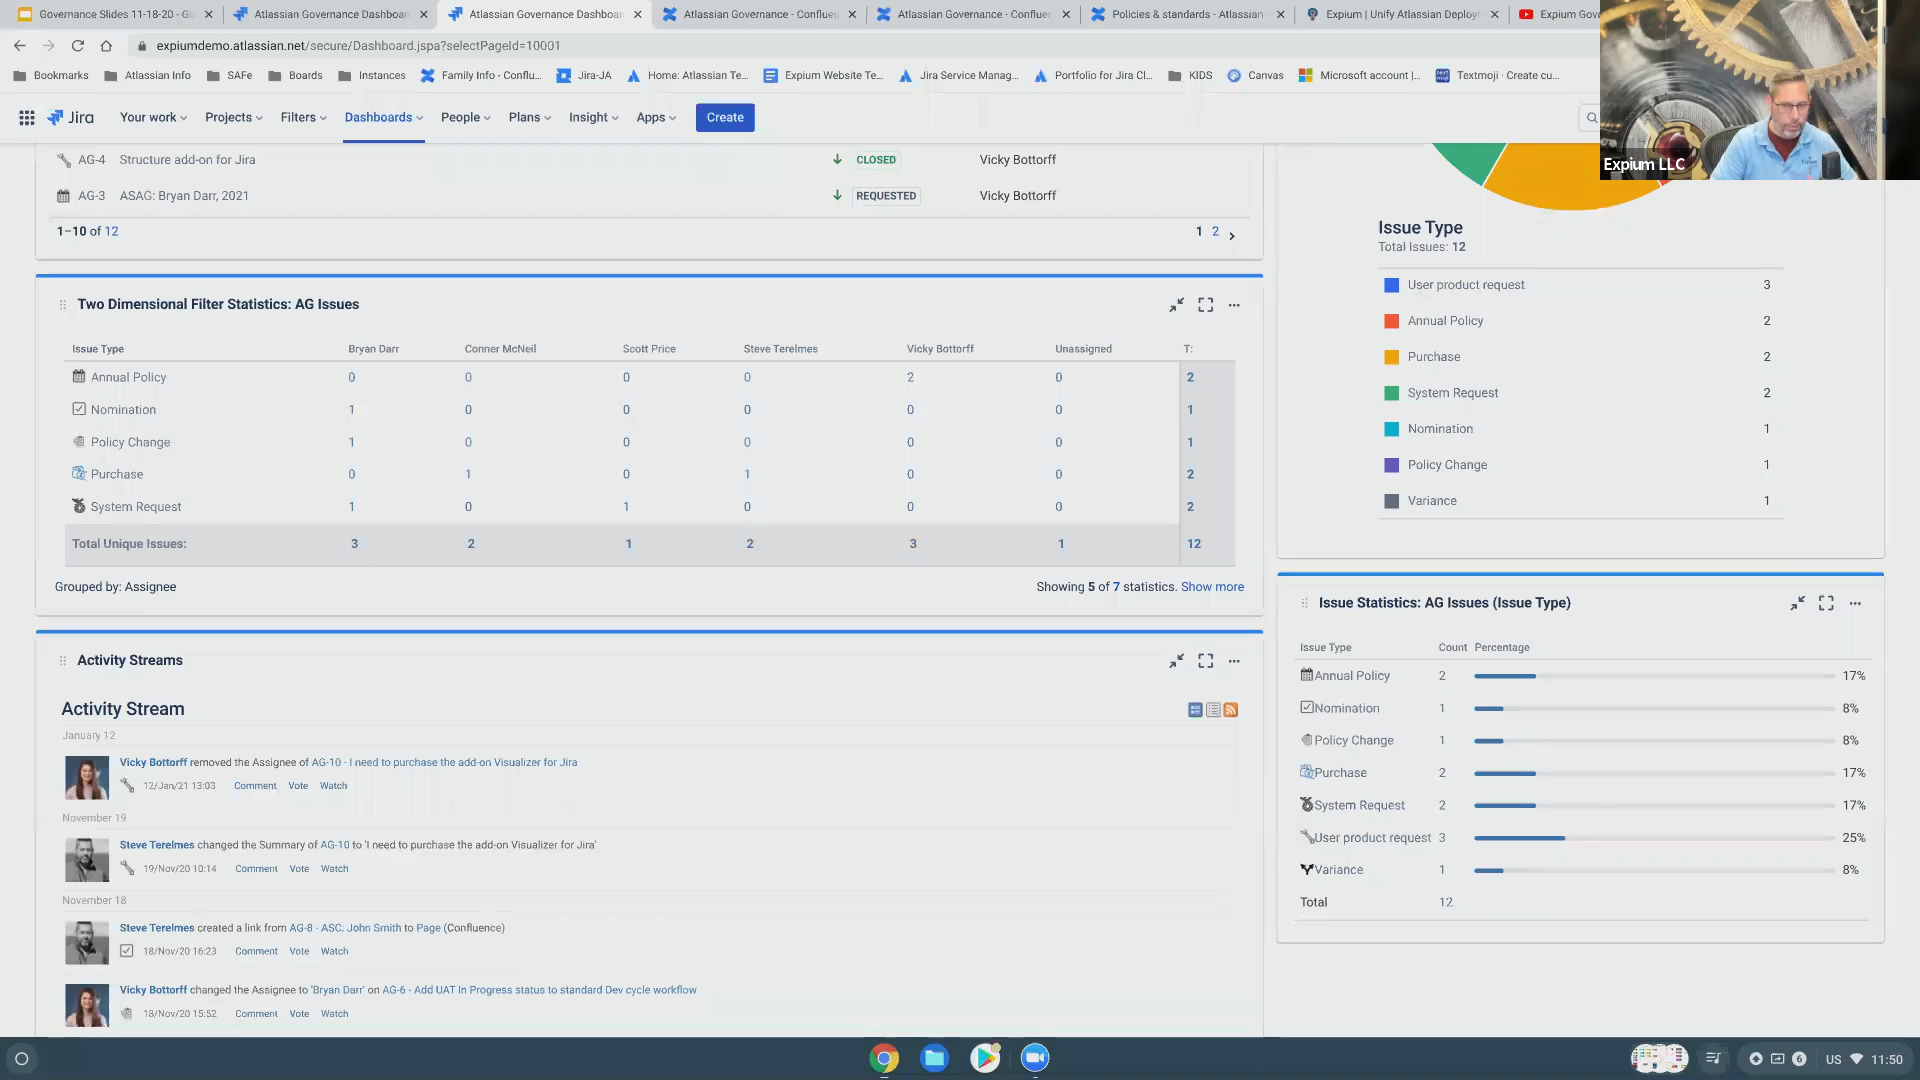 Governance Slides 11-18-20 - Go
Atlassian Governance Dashboar
Atlassian Governance Dashboar
Atlassian Governance - Conflue
Atlassian Governance - Conflue
Policies & standards - Atlassian
Expium | Unify Atlassian Deploy
Expium Gov
expiumdemo.atlassian.net/secure/Dashboard.jspa?selectPageId=10001
Bookmarks
Atlassian Info
SAFe
Boards
Instances
Family Info - Conflu...
Jira-JA
Home: Atlassian Te...
Expium Website Te...
Jira Service Manag...
Portfolio for Jira Cl...
KIDS
Canvas
Microsoft account |...
Textmoji · Create cu...
Jira
Your work
Projects
Filters
Dashboards
People
Plans
Insight
Apps
Create
Expium LLC
AG-4 Structure add-on for Jira CLOSED Vicky Bottorff
AG-3 ASAG: Bryan Darr, 2021 REQUESTED Vicky Bottorff
1–10 of 12
1 2
Two Dimensional Filter Statistics: AG Issues
Issue Type Bryan Darr Conner McNeil Scott Price Steve Terelmes Vicky Bottorff Unassigned T:
Annual Policy 0 0 0 0 2 0 2
Nomination 1 0 0 0 0 0 1
Policy Change 1 0 0 0 0 0 1
Purchase 0 1 0 1 0 0 2
System Request 1 0 1 0 0 0 2
Total Unique Issues: 3 2 1 2 3 1 12
Grouped by: Assignee
Showing 5 of 7 statistics. Show more
Activity Streams
Activity Stream
January 12
Vicky Bottorff removed the Assignee of AG-10 - I need to purchase the add-on Visualizer for Jira
12/Jan/21 13:03 Comment Vote Watch
November 19
Steve Terelmes changed the Summary of AG-10 to 'I need to purchase the add-on Visualizer for Jira'
19/Nov/20 10:14 Comment Vote Watch
November 18
Steve Terelmes created a link from AG-8 - ASC: John Smith to Page (Confluence)
18/Nov/20 16:23 Comment Vote Watch
Vicky Bottorff changed the Assignee to 'Bryan Darr' on AG-6 - Add UAT In Progress status to standard Dev cycle workflow
18/Nov/20 15:52 Comment Vote Watch
Issue Type
Total Issues: 12
User product request 3
Annual Policy 2
Purchase 2
System Request 2
Nomination 1
Policy Change 1
Variance 1
Issue Statistics: AG Issues (Issue Type)
Issue Type Count Percentage
Annual Policy 2 17%
Nomination 1 8%
Policy Change 1 8%
Purchase 2 17%
System Request 2 17%
User product request 3 25%
Variance 1 8%
Total 12
6 US 11:50